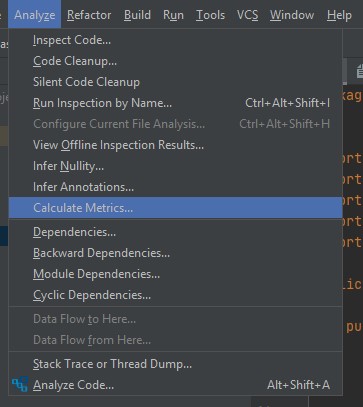 Analyze Refactor Build Run Tools VCS Window Help
Inspect Code...
Code Cleanup...
Silent Code Cleanup
Run Inspection by Name... Ctrl+Alt+Shift+I
Configure Current File Analysis... Ctrl+Alt+Shift+H
View Offline Inspection Results...
Infer Nullity...
Infer Annotations...
Calculate Metrics...
Dependencies...
Backward Dependencies...
Module Dependencies...
Cyclic Dependencies...
Data Flow to Here...
Data Flow from Here...
Stack Trace or Thread Dump...
Analyze Code... Alt+Shift+A